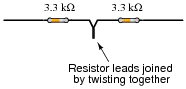 3.3 kΩ 3.3 kΩ
Resistor leads joined
by twisting together